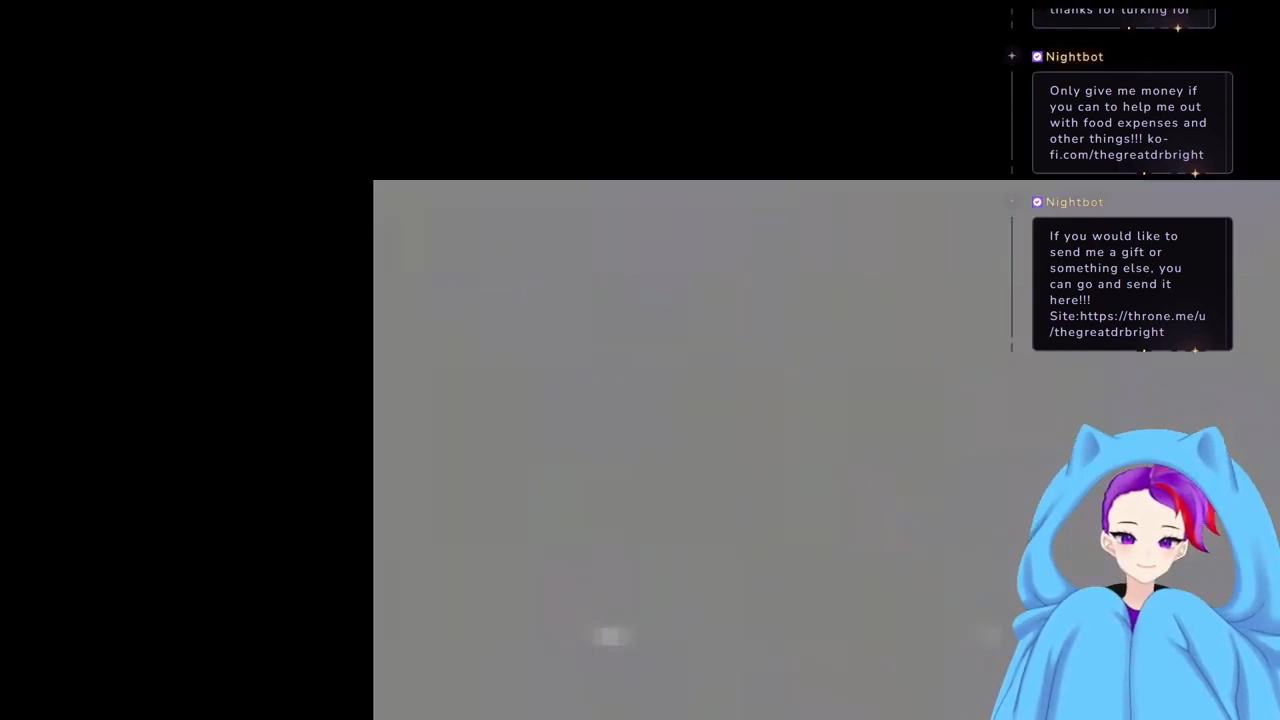 thanks for lurking for
Nightbot
Only give me money if
you can to help me out
with food expenses and
other things!!! ko-
fi.com/thegreatdrbright
Nightbot
If you would like to
send me a gift or
something else, you
can go and send it
here!!!
Site:https://throne.me/u
/thegreatdrbright